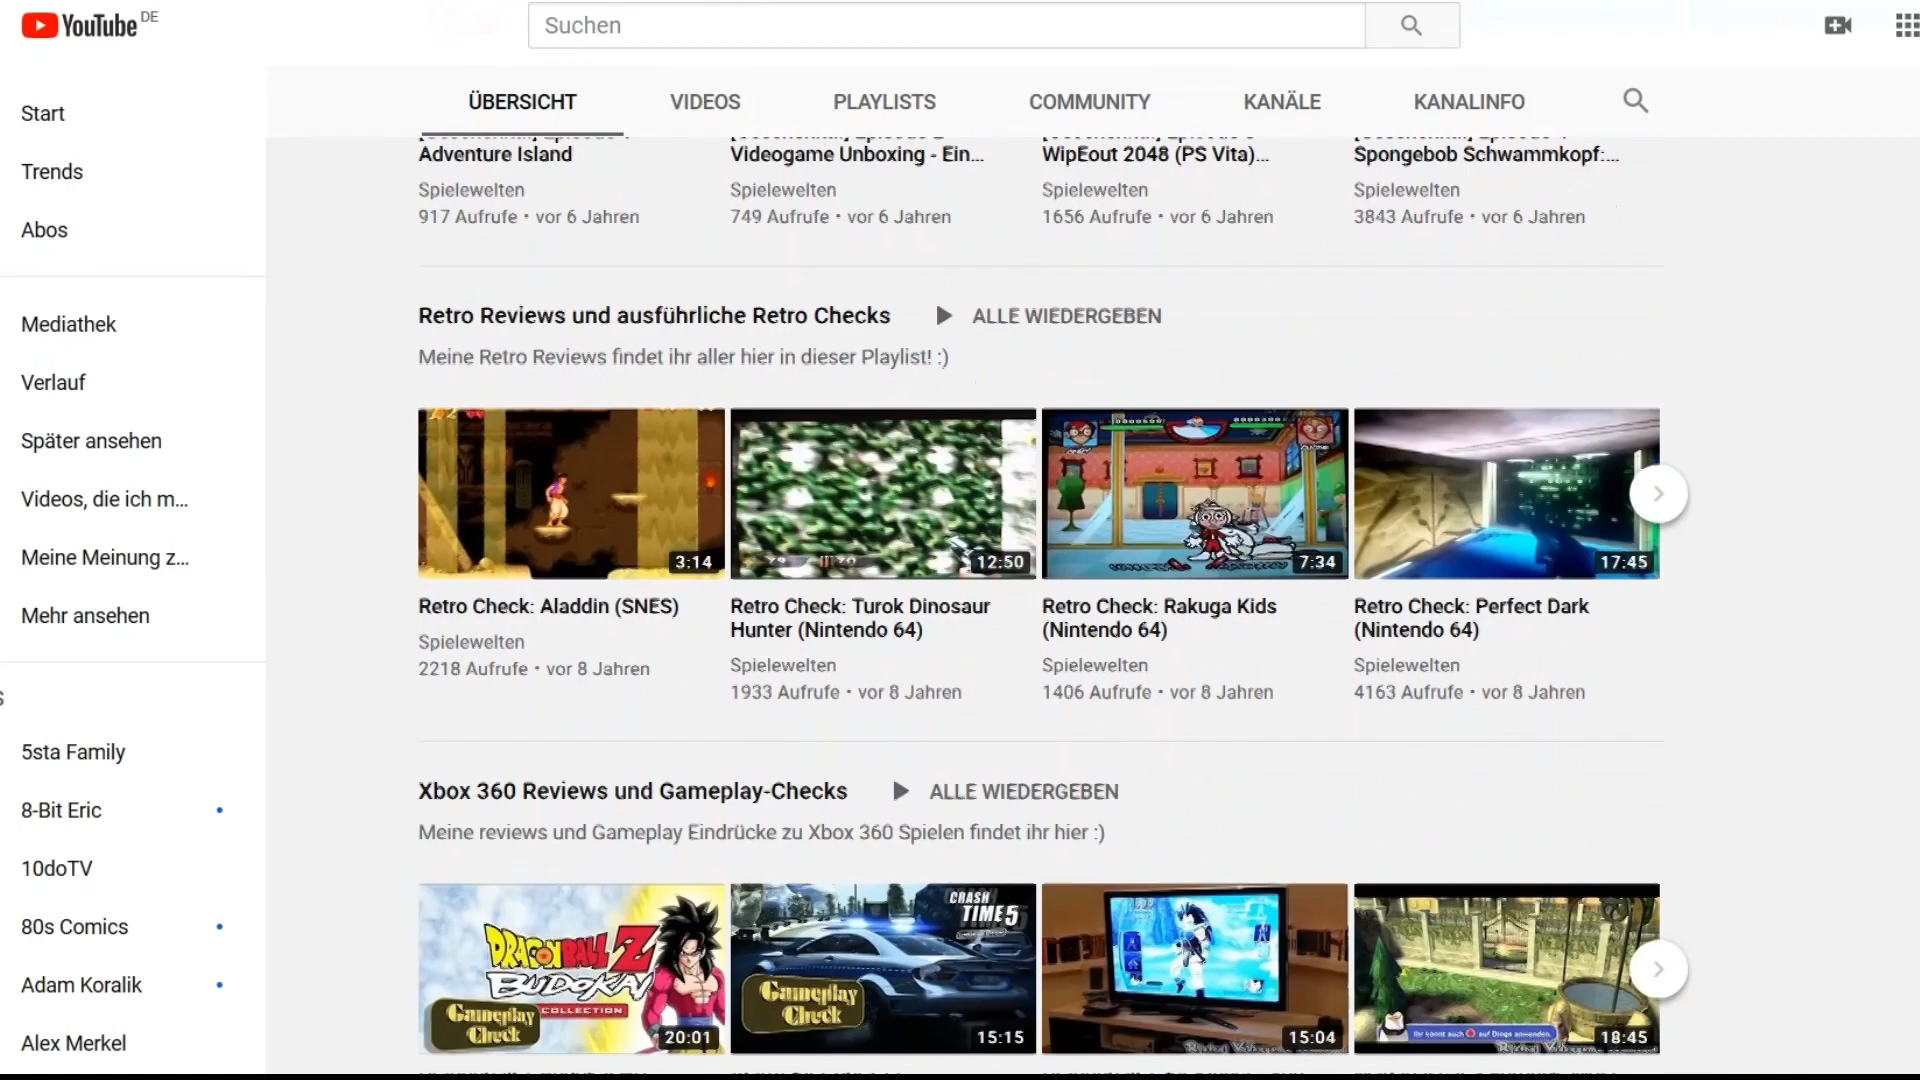 YouTube DE
Suchen
Start
Trends
Abos
Mediathek
Verlauf
Später ansehen
Videos, die ich m...
Meine Meinung z...
Mehr ansehen
5sta Family
8-Bit Eric
10doTV
80s Comics
Adam Koralik
Alex Merkel
ÜBERSICHT VIDEOS PLAYLISTS COMMUNITY KANÄLE KANALINFO
Adventure Island
Spielewelten
917 Aufrufe • vor 6 Jahren
Videogame Unboxing - Ein...
Spielewelten
749 Aufrufe • vor 6 Jahren
WipEout 2048 (PS Vita)...
Spielewelten
1656 Aufrufe • vor 6 Jahren
Spongebob Schwammkopf:...
Spielewelten
3843 Aufrufe • vor 6 Jahren
Retro Reviews und ausführliche Retro Checks ALLE WIEDERGEBEN
Meine Retro Reviews findet ihr aller hier in dieser Playlist! :)
3:14
Retro Check: Aladdin (SNES)
Spielewelten
2218 Aufrufe • vor 8 Jahren
12:50
Retro Check: Turok Dinosaur
Hunter (Nintendo 64)
Spielewelten
1933 Aufrufe • vor 8 Jahren
7:34
Retro Check: Rakuga Kids
(Nintendo 64)
Spielewelten
1406 Aufrufe • vor 8 Jahren
17:45
Retro Check: Perfect Dark
(Nintendo 64)
Spielewelten
4163 Aufrufe • vor 8 Jahren
Xbox 360 Reviews und Gameplay-Checks ALLE WIEDERGEBEN
Meine reviews und Gameplay Eindrücke zu Xbox 360 Spielen findet ihr hier :)
DRAGONBALL Z
BUDOKAI
COLLECTION
Gameplay
Check
20:01
CRASH
TIME 5
Gameplay
Check
15:15
15:04
Ihr könnt auch auf Dinge anwenden.
18:45